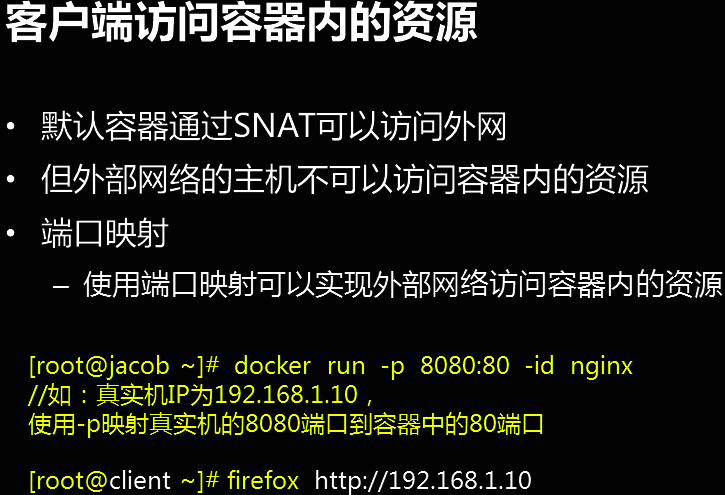 客户端访问容器内的资源
• 默认容器通过SNAT可以访问外网
• 但外部网络的主机不可以访问容器内的资源
• 端口映射
– 使用端口映射可以实现外部网络访问容器内的资源
[root@jacob ~]# docker run -p 8080:80 -id nginx
//如：真实机IP为192.168.1.10，
使用-p映射真实机的8080端口到容器中的80端口
[root@client ~]# firefox http://192.168.1.10